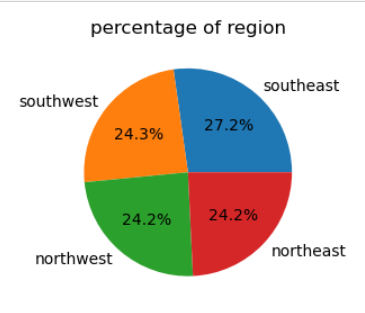 percentage of region
southeast
southwest
27.2%
24.3%
24.2%
24.2%
northeast
northwest